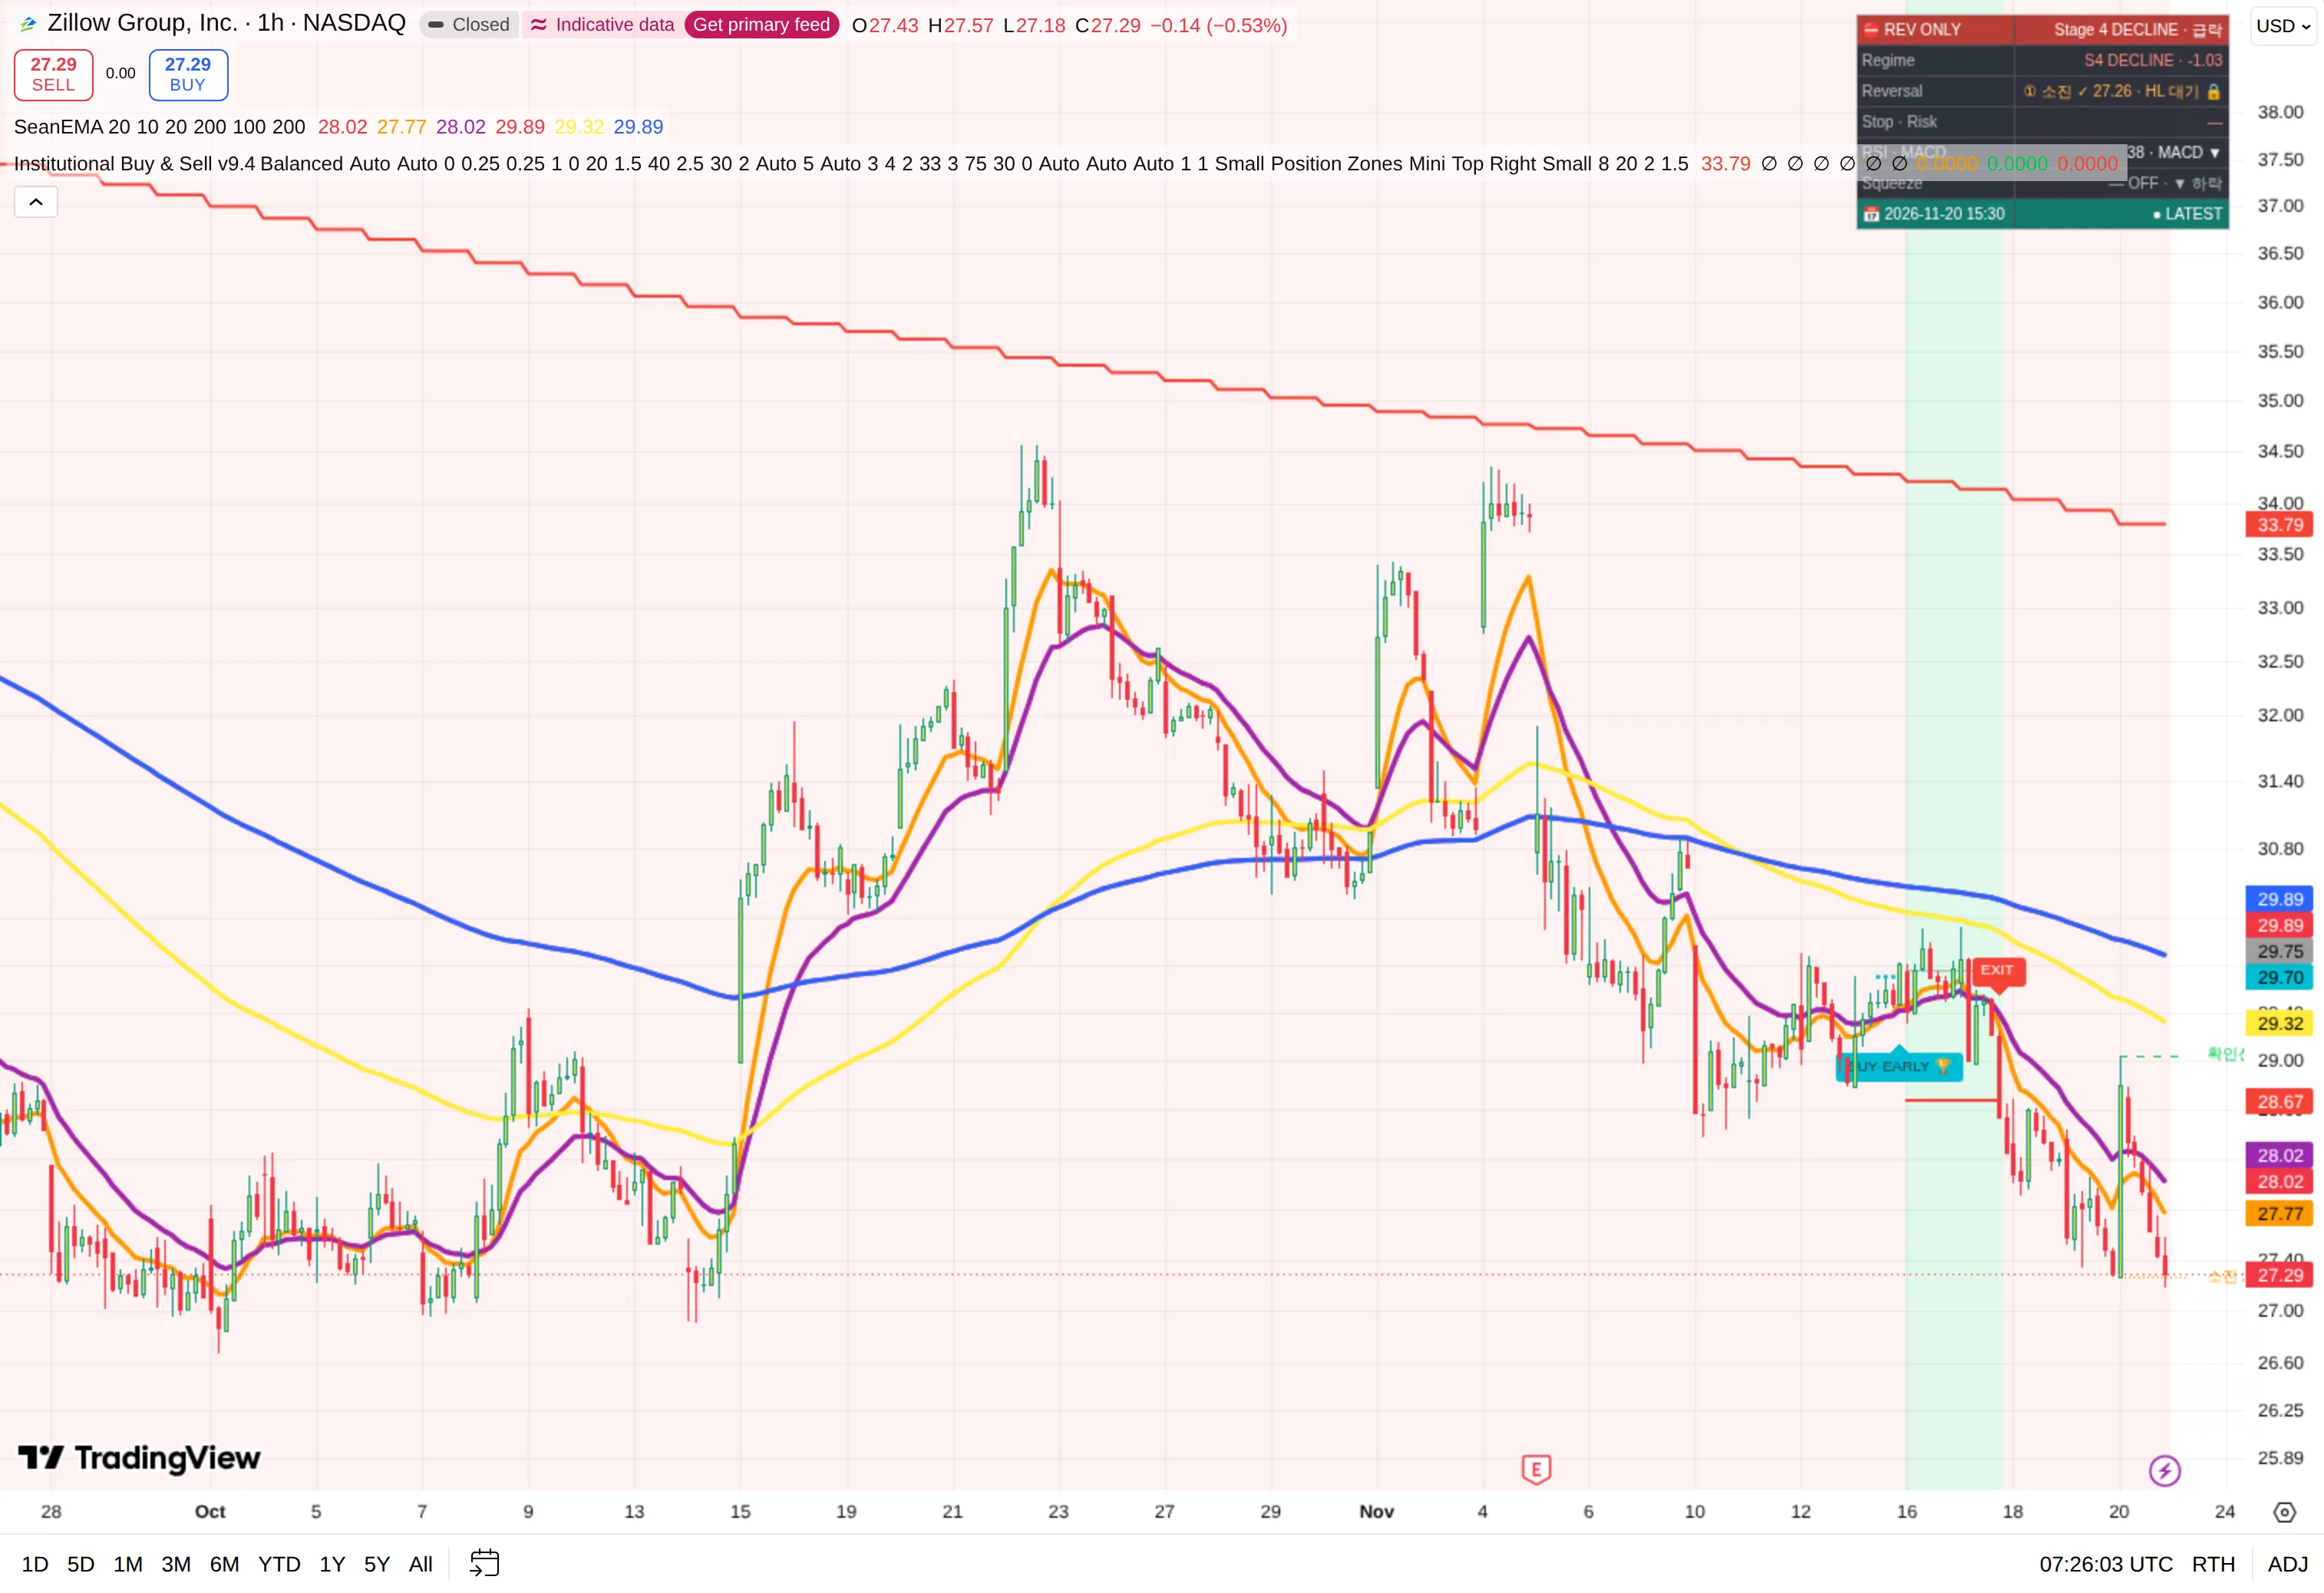 Zillow Group, Inc. · 1h · NASDAQ Closed Indicative data Get primary feed O27.43 H27.57 L27.18 C27.29 −0.14 (−0.53%)
27.29 SELL 0.00 27.29 BUY
SeanEMA 20 10 20 200 100 200 28.02 27.77 28.02 29.89 29.32 29.89
Institutional Buy & Sell v9.4 Balanced Auto Auto 0 0.25 0.25 1 0 20 1.5 40 2.5 30 2 Auto 5 Auto 3 4 2 33 3 75 30 0 Auto Auto Auto 1 1 Small Position Zones Mini Top Right Small 8 20 2 1.5 33.79 ∅ ∅ ∅ ∅ ∅ ∅ 0.0000 0.0000 0.0000
REV ONLY Stage 4 DECLINE · 급락
Regime S4 DECLINE · -1.03
Reversal ① 소진 ✓ 27.26 · HL 대기 🔒
Stop · Risk —
RSI · MACD 38 · MACD ▼
Squeeze — OFF · ▼ 하락
📅 2026-11-20 15:30 ● LATEST
USD
38.00
37.50
37.00
36.50
36.00
35.50
35.00
34.50
34.00
33.79
33.50
33.00
32.50
32.00
31.40
30.80
29.89
29.89
29.75
29.70
29.32
29.00
28.67
28.02
28.02
27.77
27.40
27.29
27.00
26.60
26.25
25.89
EXIT
UY-EARLY 🏆
소진
TradingView
E
28 Oct 5 7 9 13 15 19 21 23 27 29 Nov 4 6 10 12 16 18 20 24
1D 5D 1M 3M 6M YTD 1Y 5Y All
07:26:03 UTC RTH ADJ